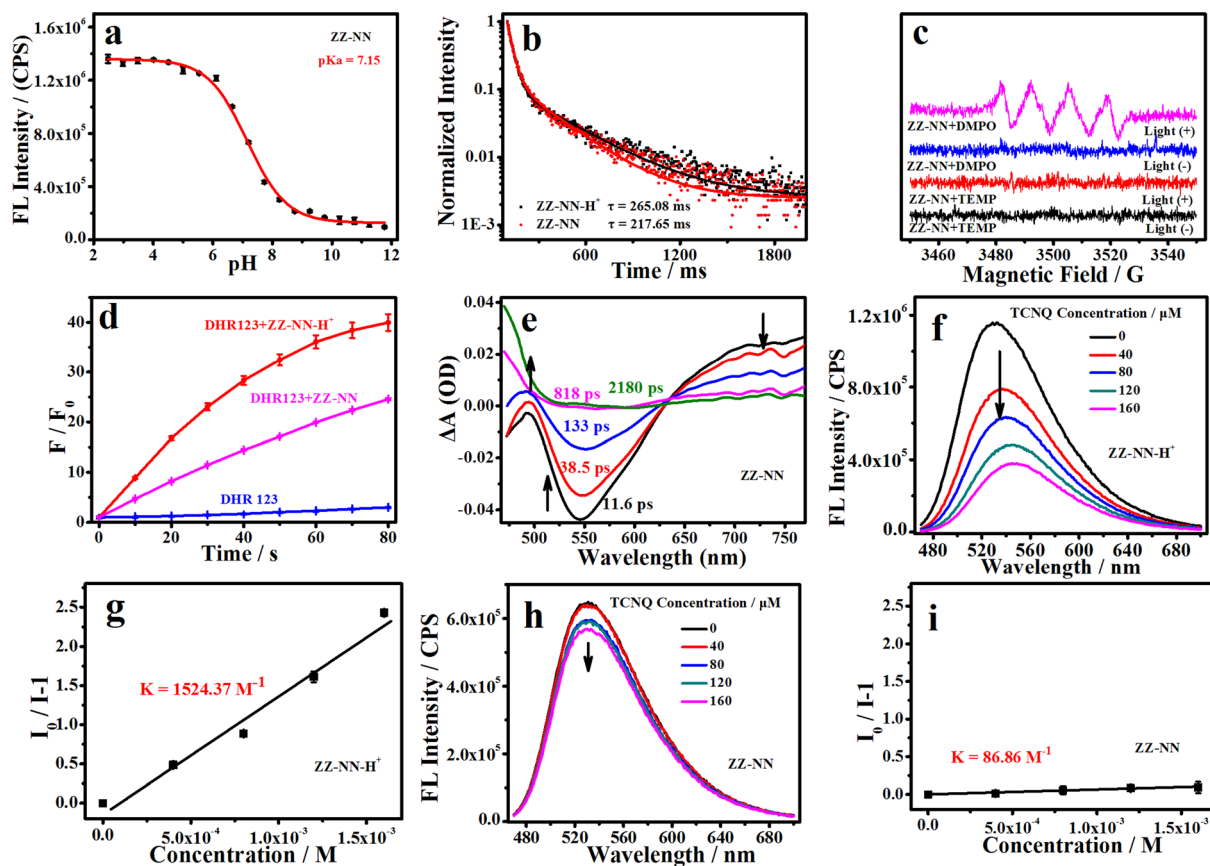 a
ZZ-NN
pKa = 7.15
FL Intensity / (CPS)
1.6x10⁶
1.2x10⁶
8.0x10⁵
4.0x10⁵
0.0
2 4 6 8 10 12
pH
b
Normalized Intensity
1
0.1
0.01
1E-3
ZZ-NN-H⁺ τ = 265.08 ms
ZZ-NN τ = 217.65 ms
600 1200 1800
Time / ms
c
ZZ-NN+DMPO Light (+)
ZZ-NN+DMPO Light (-)
ZZ-NN+TEMP Light (+)
ZZ-NN+TEMP Light (-)
3460 3480 3500 3520 3540
Magnetic Field / G
d
DHR123+ZZ-NN-H⁺
DHR123+ZZ-NN
DHR 123
F / F₀
40
30
20
10
0
0 20 40 60 80
Time / s
e
ΔA (OD)
0.04
0.02
0.00
-0.02
-0.04
818 ps
2180 ps
133 ps
38.5 ps
11.6 ps
ZZ-NN
500 550 600 650 700 750
Wavelength (nm)
f
TCNQ Concentration / μM
0
40
80
120
160
ZZ-NN-H⁺
FL Intensity / CPS
1.2x10⁶
8.0x10⁵
4.0x10⁵
0.0
480 520 560 600 640 680
Wavelength / nm
g
K = 1524.37 M⁻¹
ZZ-NN-H⁺
I₀ / I-1
2.5
2.0
1.5
1.0
0.5
0.0
0.0 5.0x10⁻⁴ 1.0x10⁻³ 1.5x10⁻³
Concentration / M
h
TCNQ Concentration / μM
0
40
80
120
160
ZZ-NN
FL Intensity / CPS
6.0x10⁵
4.0x10⁵
2.0x10⁵
0.0
480 520 560 600 640 680
Wavelength / nm
i
K = 86.86 M⁻¹
ZZ-NN
I₀ / I-1
2.5
2.0
1.5
1.0
0.5
0.0
0.0 5.0x10⁻⁴ 1.0x10⁻³ 1.5x10⁻³
Concentration / M